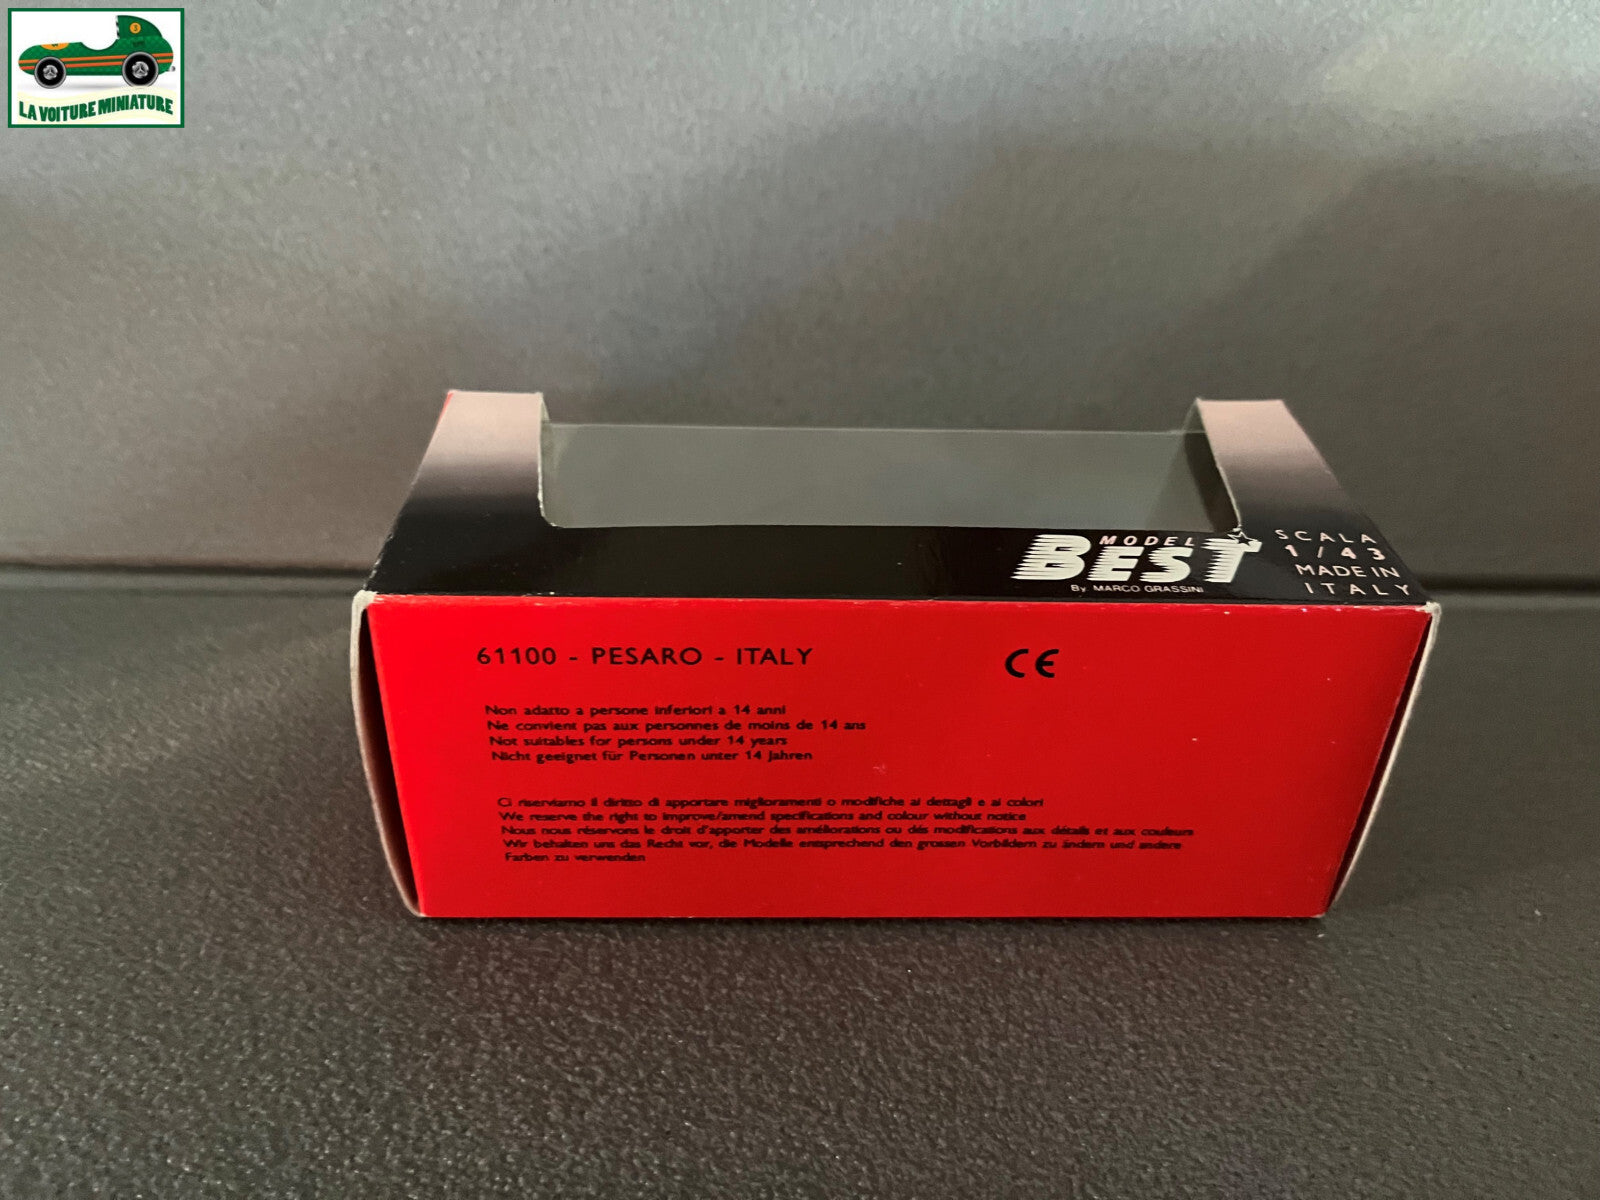 LA VOITURE MINIATURE
MODEL
BEST
By MARCO GRASSINI
SCALA
1/43
MADE IN
ITALY
61100 - PESARO - ITALY
CE
Non adatto a persone inferiori a 14 anni
Ne convient pas aux personnes de moins de 14 ans
Not suitables for persons under 14 years
Nicht geeignet für Personen unter 14 Jahren
Ci riserviamo il diritto di apportare miglioramenti o modifiche ai dettagli e ai colori
We reserve the right to improve/amend specifications and colour without notice
Nous nous réservons le droit d'apporter des améliorations ou dés modifications aux détails et aux couleurs
Wir behalten uns das Recht vor, die Modelle entsprechend den grossen Vorbildern zu ändern und andere
Farben zu verwenden